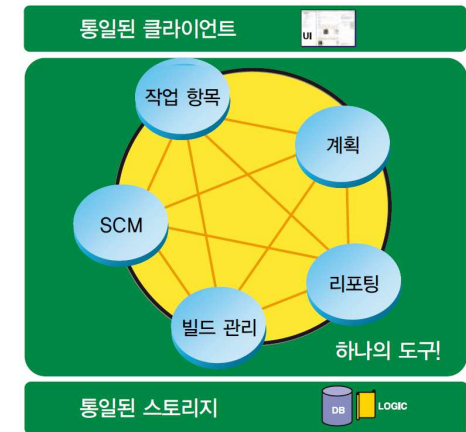 통일된 클라이언트
UI
작업 항목
계획
SCM
리포팅
빌드 관리
하나의 도구!
통일된 스토리지
DB
LOGIC